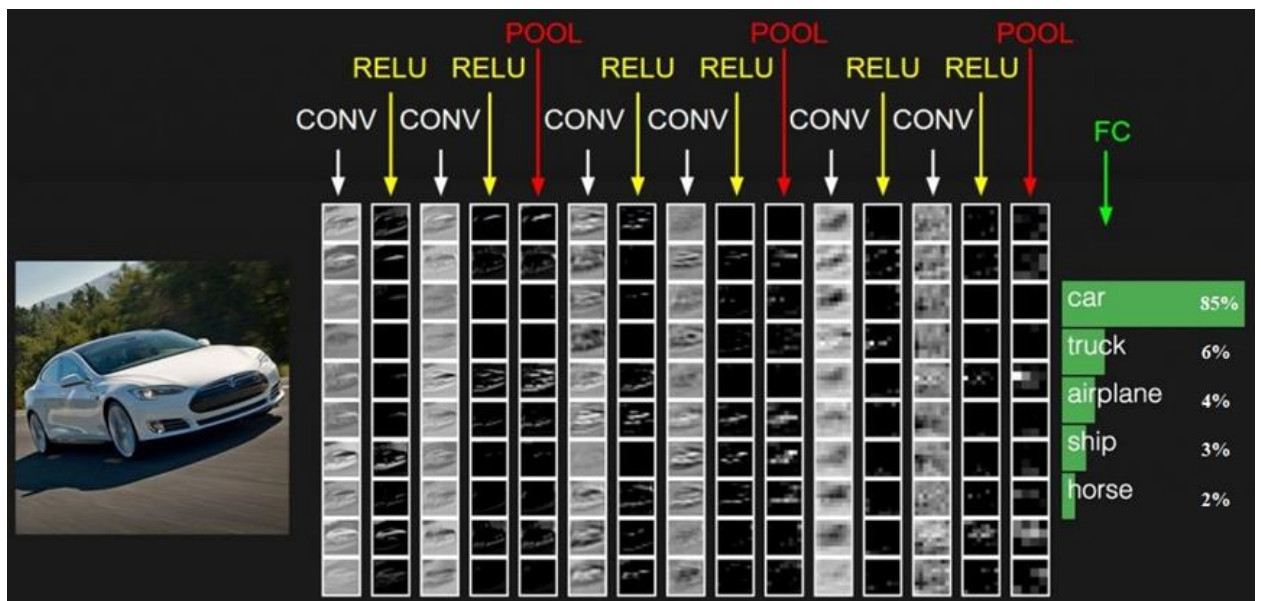 POOL POOL POOL
RELU RELU RELU RELU RELU RELU
CONV CONV CONV CONV CONV CONV
FC
car 85%
truck 6%
airplane 4%
ship 3%
horse 2%